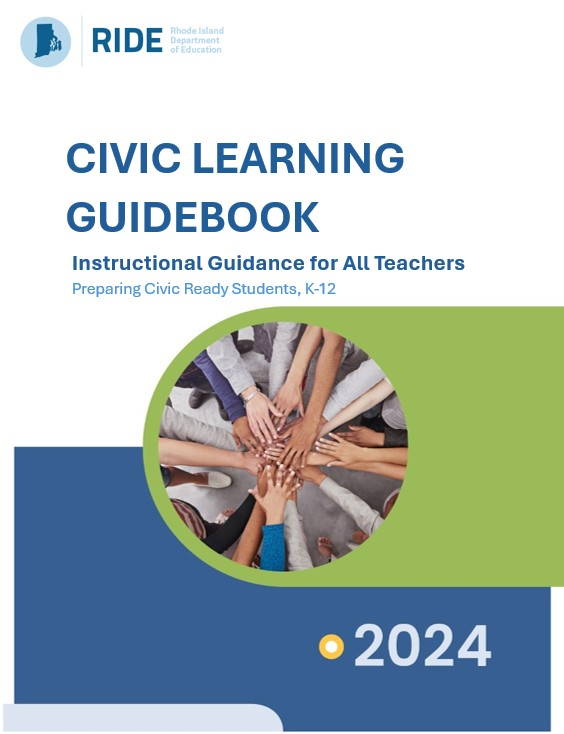 RIDE
Rhode Island
Department
of Education
CIVIC LEARNING
GUIDEBOOK
Instructional Guidance for All Teachers
Preparing Civic Ready Students, K-12
2024